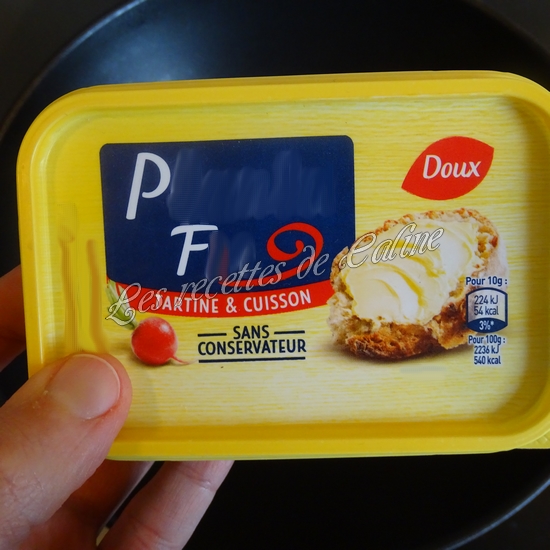 P
F
Doux
TARTINE & CUISSON
Les recettes de Caline
SANS
CONSERVATEUR
Pour 10g :
224 kJ
54 kcal
3%*
Pour 100g :
2236 kJ
540 kcal